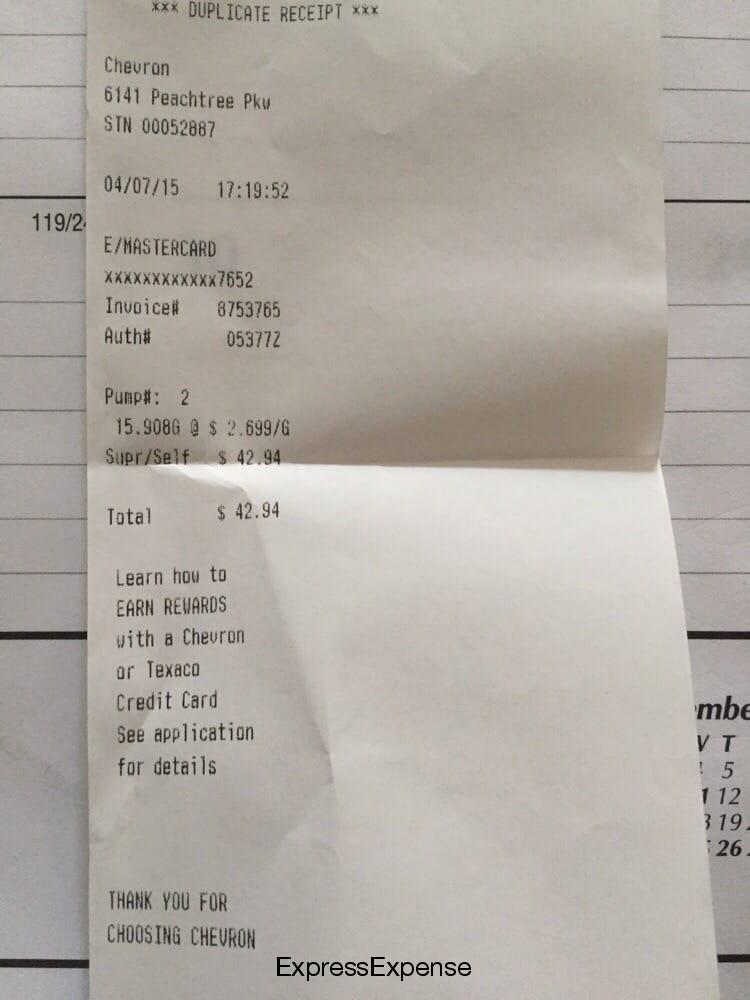 *** DUPLICATE RECEIPT ***
Chevron
6141 Peachtree Pkw
STN 00052887
04/07/15 17:19:52
119/2
E/MASTERCARD
xxxxxxxxxxxx7652
Invoice# 8753765
Auth# 05377Z
Pump#: 2
15.908G @ $ 2.699/G
Supr/Self $ 42.94
Total $ 42.94
Learn how to
EARN REWARDS
with a Chevron
or Texaco
Credit Card
See application
for details
T
5
12
19
26
THANK YOU FOR
CHOOSING CHEVRON
ExpressExpense